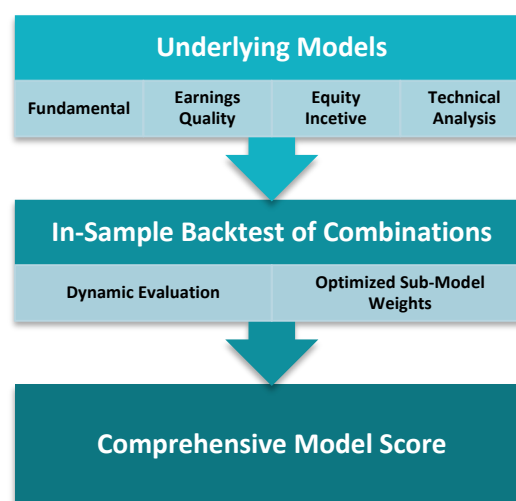 Underlying Models
Fundamental
Earnings
Quality
Equity
Incetive
Technical
Analysis
In-Sample Backtest of Combinations
Dynamic Evaluation
Optimized Sub-Model
Weights
Comprehensive Model Score